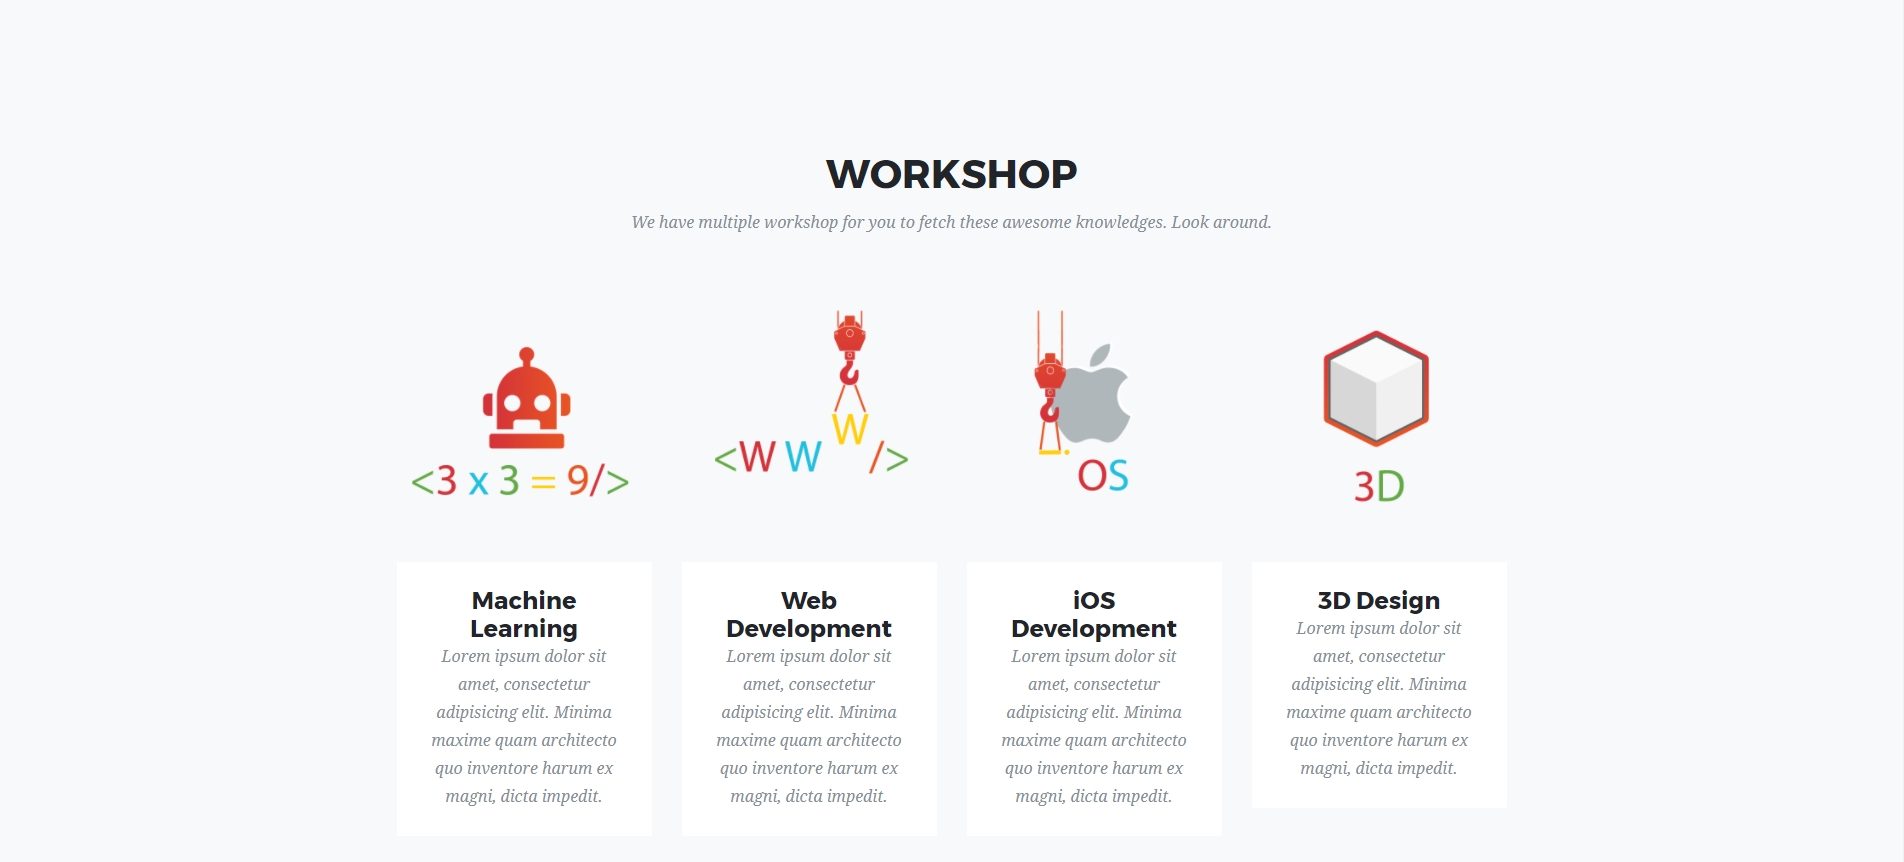 WORKSHOP
We have multiple workshop for you to fetch these awesome knowledges. Look around.
<3 x 3 = 9/>
<W W W/>
OS
3D
Machine
Learning
Lorem ipsum dolor sit
amet, consectetur
adipisicing elit. Minima
maxime quam architecto
quo inventore harum ex
magni, dicta impedit.
Web
Development
Lorem ipsum dolor sit
amet, consectetur
adipisicing elit. Minima
maxime quam architecto
quo inventore harum ex
magni, dicta impedit.
iOS
Development
Lorem ipsum dolor sit
amet, consectetur
adipisicing elit. Minima
maxime quam architecto
quo inventore harum ex
magni, dicta impedit.
3D Design
Lorem ipsum dolor sit
amet, consectetur
adipisicing elit. Minima
maxime quam architecto
quo inventore harum ex
magni, dicta impedit.